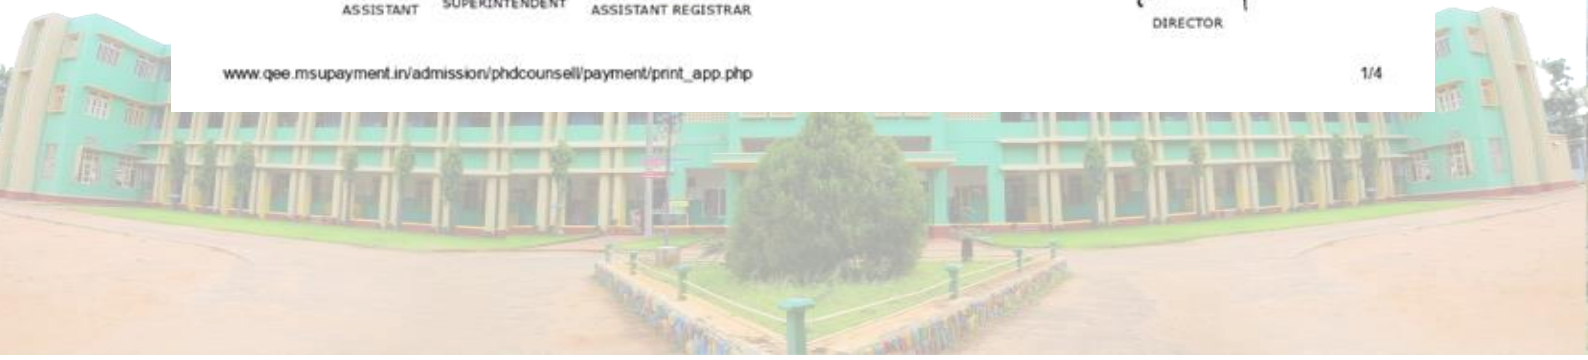 ASSISTANT SUPERINTENDENT ASSISTANT REGISTRAR
DIRECTOR
www.qee.msupayment.in/admission/phdcounsell/payment/print_app.php 1/4